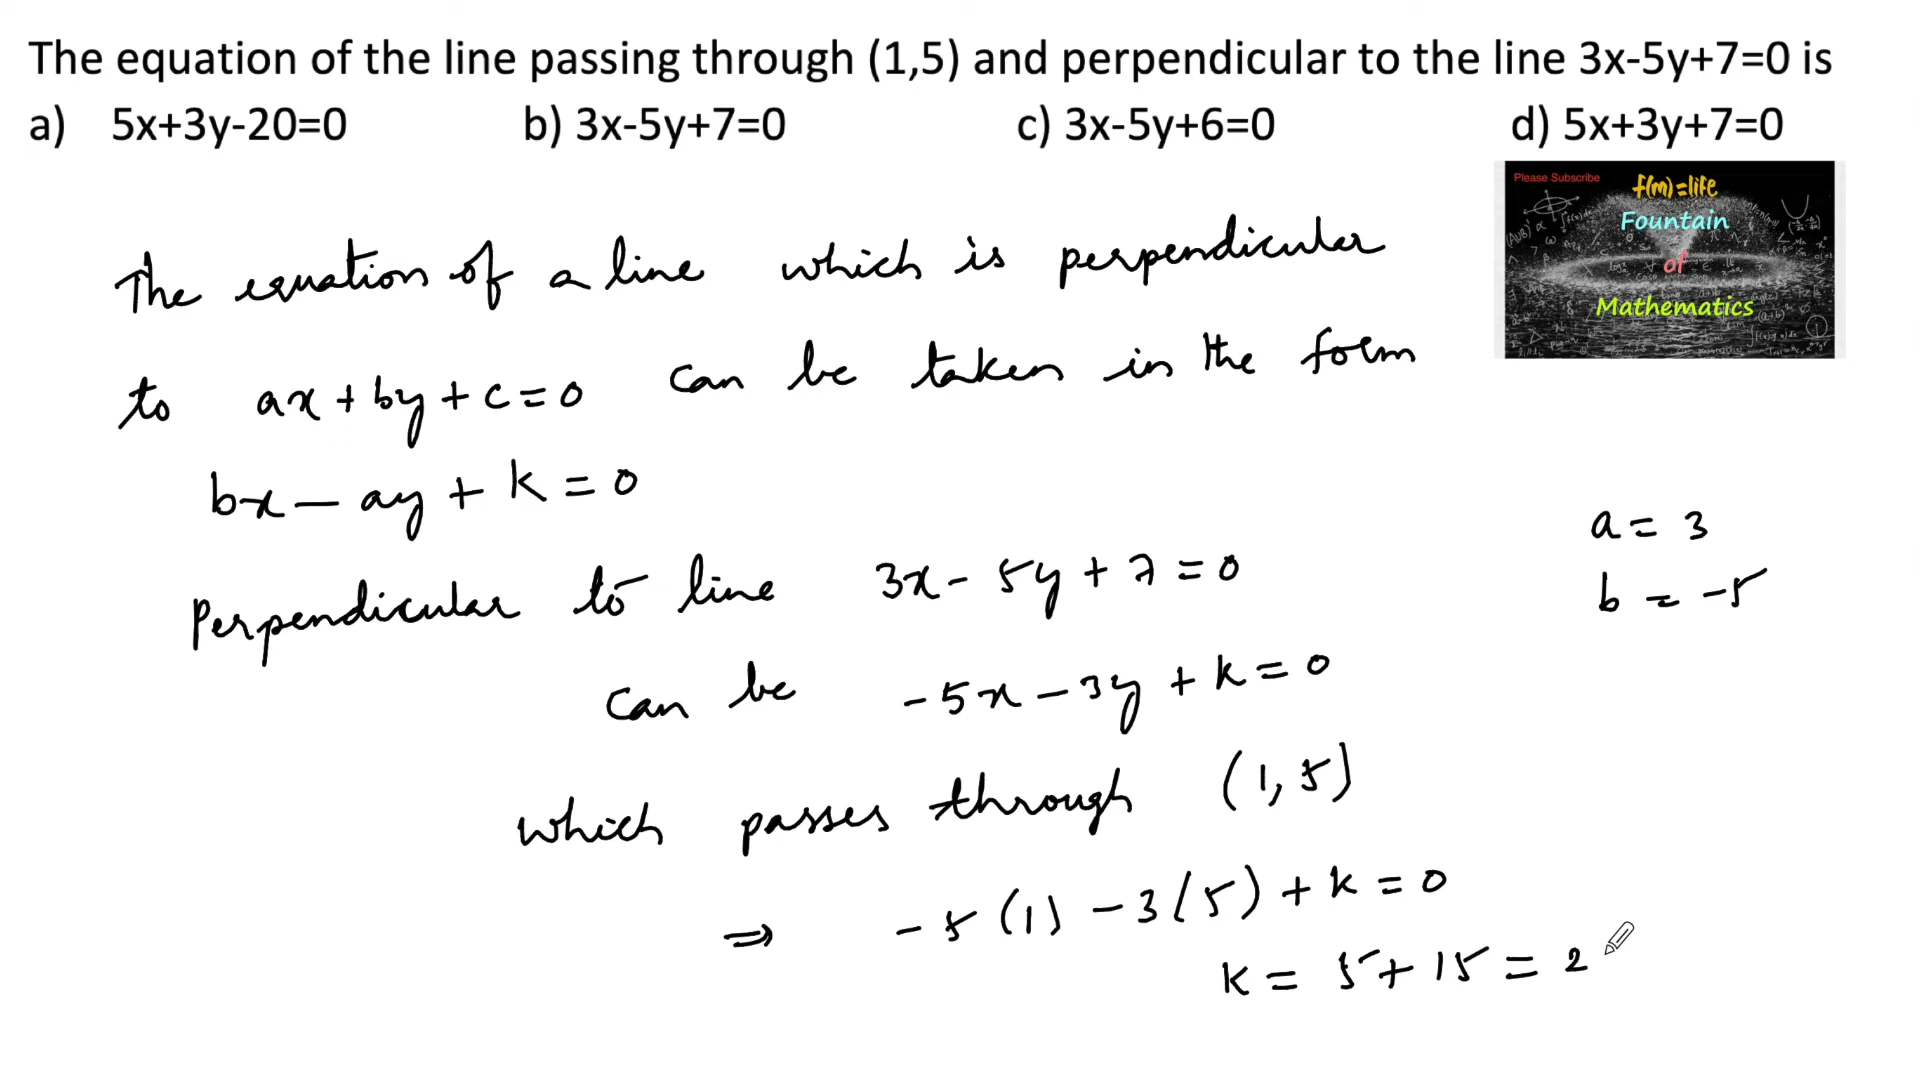 The equation of the line passing through (1,5) and perpendicular to the line 3x-5y+7=0 is
a) 5x+3y-20=0 b) 3x-5y+7=0 c) 3x-5y+6=0 d) 5x+3y+7=0
Please Subscribe
f(m)=life
Fountain
of
Mathematics
The equation of a line which is perpendicular
to ax+by+c=0 can be taken in the form
bx-ay+k=0
a=3
b=-5
Perpendicular to line 3x-5y+7=0
can be -5x-3y+k=0
which passes through (1,5)
⇒ -5(1)-3(5)+k=0
k=5+15=2